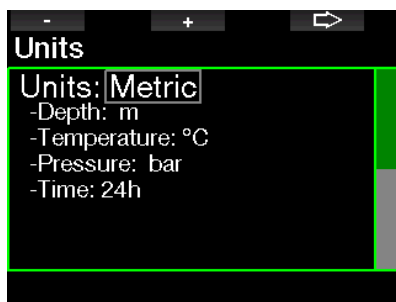 - +
Units
Units: Metric
-Depth: m
-Temperature: °C
-Pressure: bar
-Time: 24h